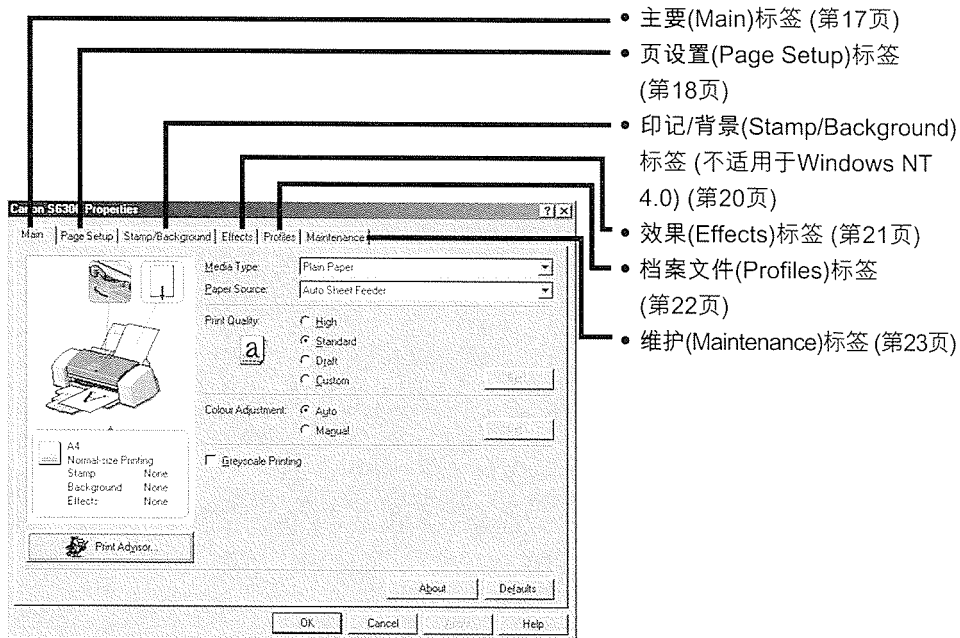 • 主要(Main)标签 (第17页)
• 页设置(Page Setup)标签
(第18页)
• 印记/背景(Stamp/Background)
标签 (不适用于Windows NT
4.0) (第20页)
• 效果(Effects)标签 (第21页)
• 档案文件(Profiles)标签
(第22页)
• 维护(Maintenance)标签 (第23页)
Canon S6300 Properties
Main Page Setup Stamp/Background Effects Profiles Maintenance
Media Type: Plain Paper
Paper Source: Auto Sheet Feeder
Print Quality: High
a Standard
Draft
Custom
Colour Adjustment: Auto
Manual
Greyscale Printing
A4
Normal-size Printing
Stamp None
Background None
Effects None
Print Advisor...
About Defaults
OK Cancel Help